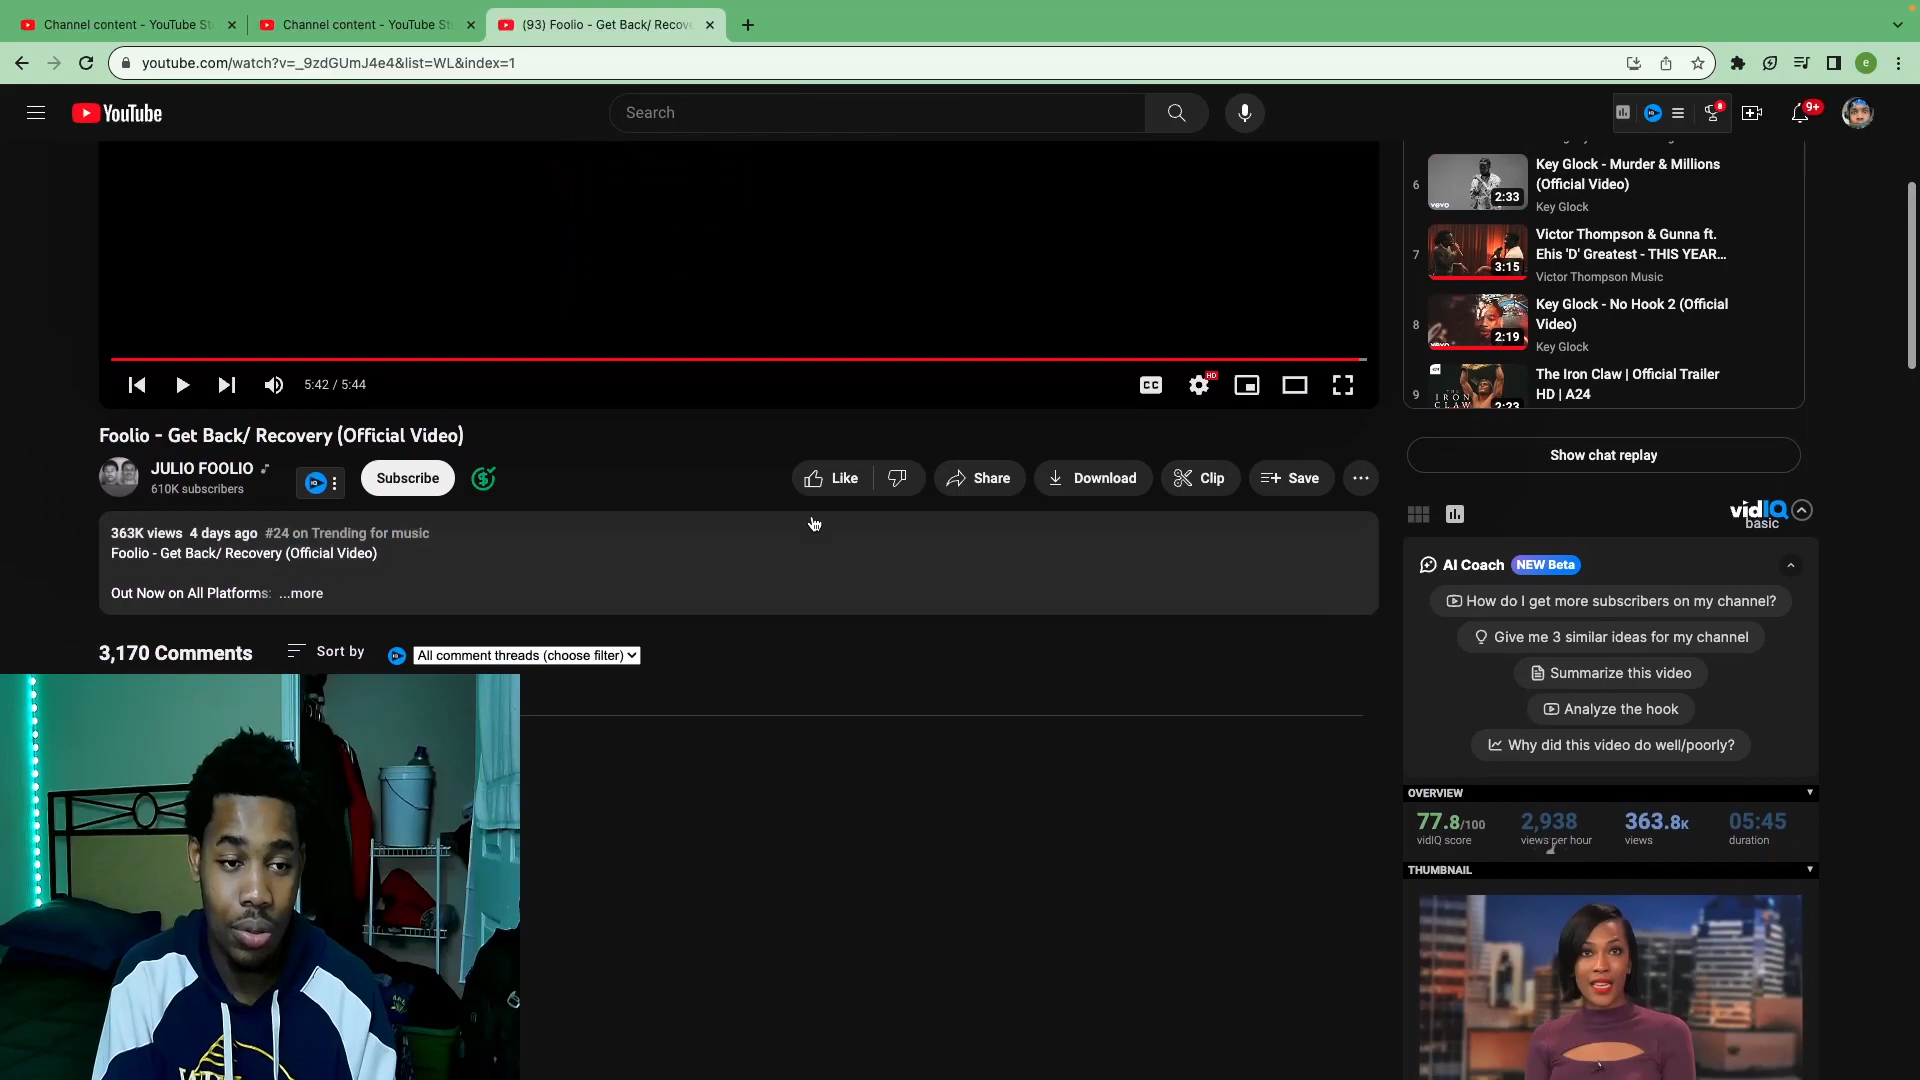 Channel content - YouTube St
Channel content - YouTube St
(93) Foolio - Get Back/ Recov
youtube.com/watch?v=_9zdGUmJ4e4&list=WL&index=1
e
YouTube
Search
8
9+
6
2:33
vevo
Key Glock - Murder & Millions
(Official Video)
Key Glock
7
3:15
Victor Thompson & Gunna ft.
Ehis 'D' Greatest - THIS YEAR...
Victor Thompson Music
8
2:19
vevo
Key Glock - No Hook 2 (Official
Video)
Key Glock
9
IRON
CLAW
2:23
The Iron Claw | Official Trailer
HD | A24
5:42 / 5:44
CC
HD
Foolio - Get Back/ Recovery (Official Video)
JULIO FOOLIO
610K subscribers
Subscribe
Like
Share
Download
Clip
Save
Show chat replay
363K views 4 days ago #24 on Trending for music
Foolio - Get Back/ Recovery (Official Video)
Out Now on All Platforms: ...more
3,170 Comments
Sort by
All comment threads (choose filter)
vidIQ
basic
AI Coach NEW Beta
How do I get more subscribers on my channel?
Give me 3 similar ideas for my channel
Summarize this video
Analyze the hook
Why did this video do well/poorly?
OVERVIEW
77.8/100
vidIQ score
2,938
views per hour
363.8K
views
05:45
duration
THUMBNAIL